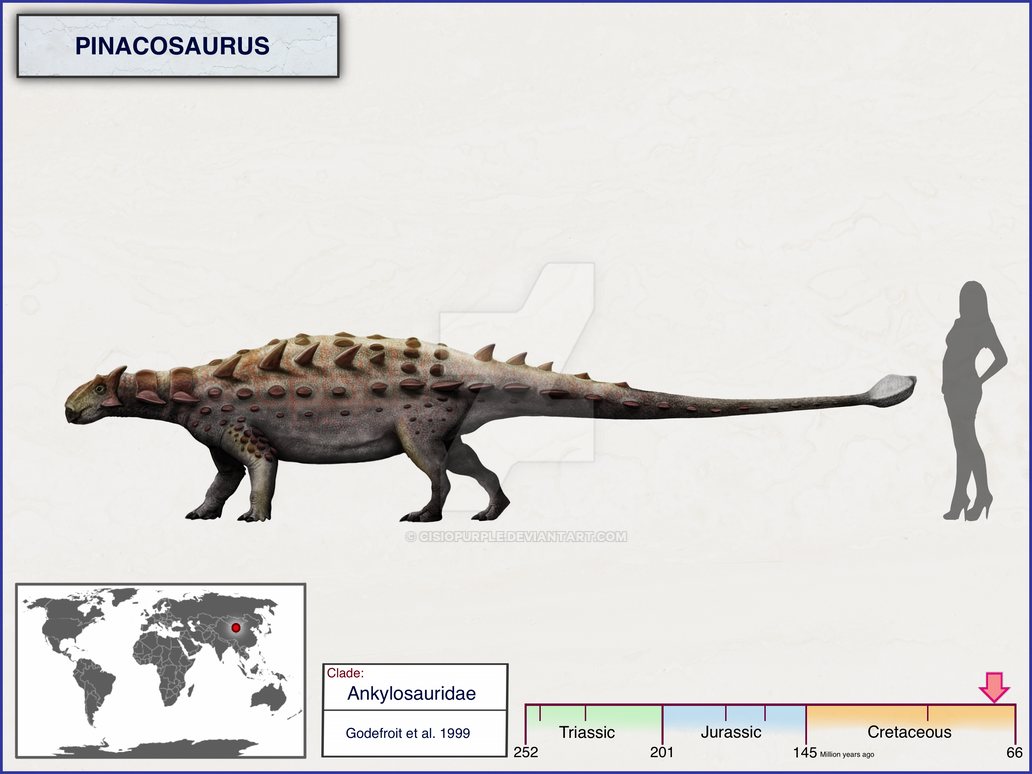 PINACOSAURUS
© CISIOPURPLE.DEVIANTART.COM
Clade:
Ankylosauridae
Godefroit et al. 1999
Triassic
Jurassic
Cretaceous
252
201
145 Million years ago
66